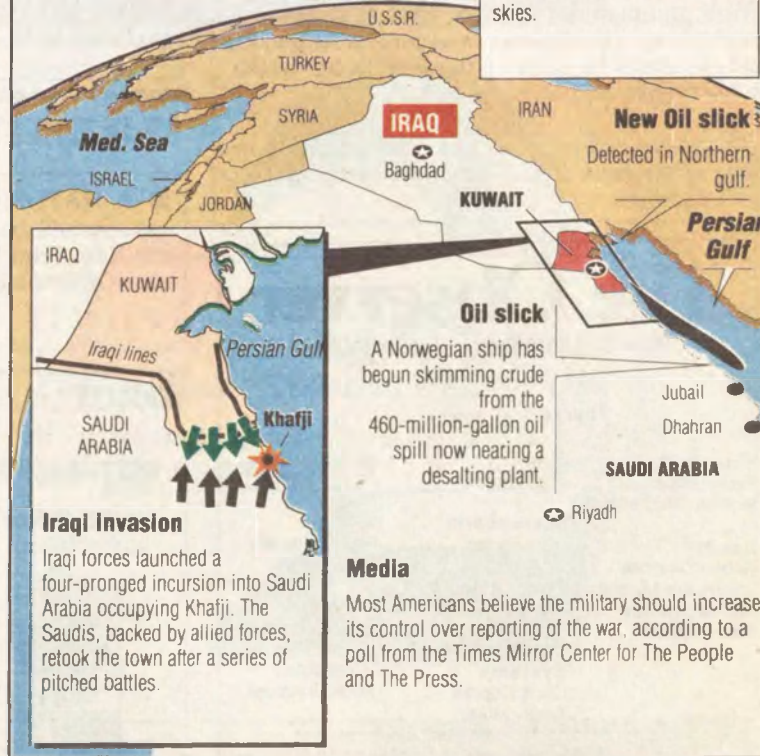 skies.
U.S.S.R.
TURKEY
SYRIA
IRAQ
IRAN
Baghdad
Med. Sea
ISRAEL
JORDAN
KUWAIT
New Oil slick
Detected in Northern
gulf.
Persian
Gulf
IRAQ
KUWAIT
Iraqi lines
Persian Gulf
SAUDI
ARABIA
Khafji
Oil slick
A Norwegian ship has
begun skimming crude
from the
460-million-gallon oil
spill now nearing a
desalting plant.
Jubail
Dhahran
SAUDI ARABIA
Riyadh
Iraqi Invasion
Iraqi forces launched a
four-pronged incursion into Saudi
Arabia occupying Khafji. The
Saudis, backed by allied forces,
retook the town after a series of
pitched battles.
Media
Most Americans believe the military should increase
its control over reporting of the war, according to a
poll from the Times Mirror Center for The People
and The Press.